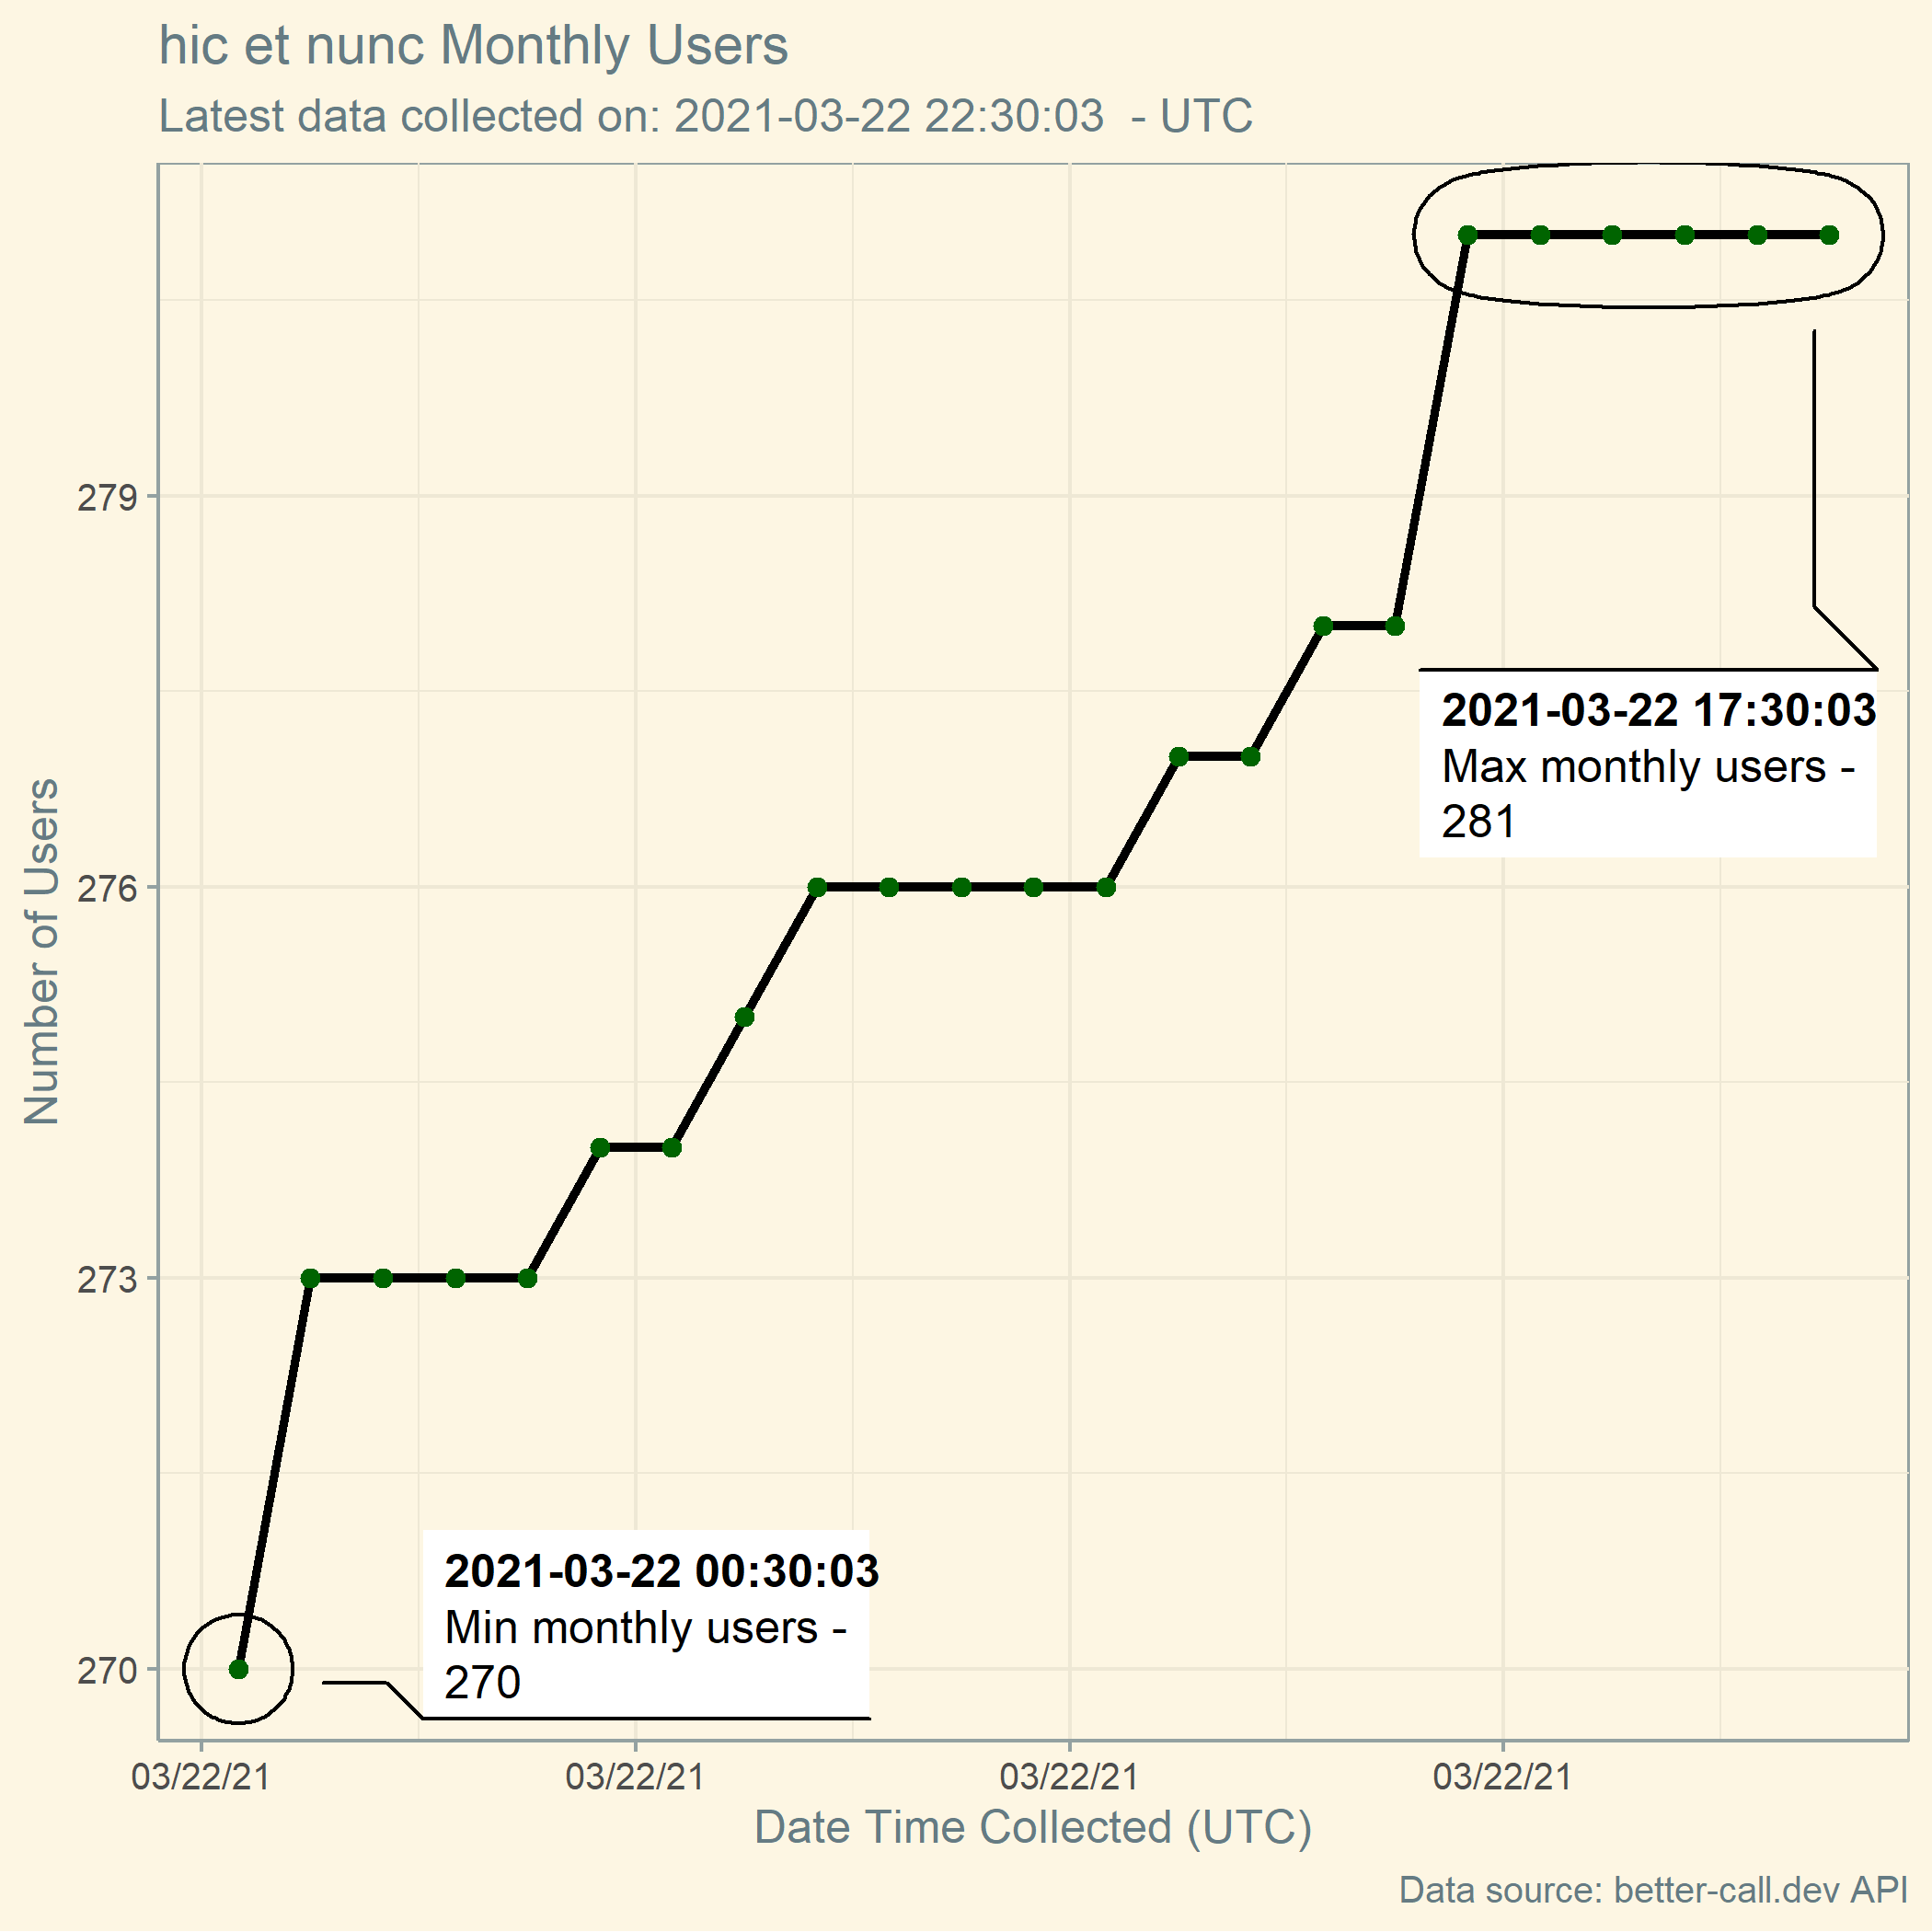 hic et nunc Monthly Users
Latest data collected on: 2021-03-22 22:30:03  - UTC
Number of Users
279
276
273
270
2021-03-22 17:30:03
Max monthly users -
281
2021-03-22 00:30:03
Min monthly users -
270
03/22/21 03/22/21 03/22/21 03/22/21
Date Time Collected (UTC)
Data source: better-call.dev API